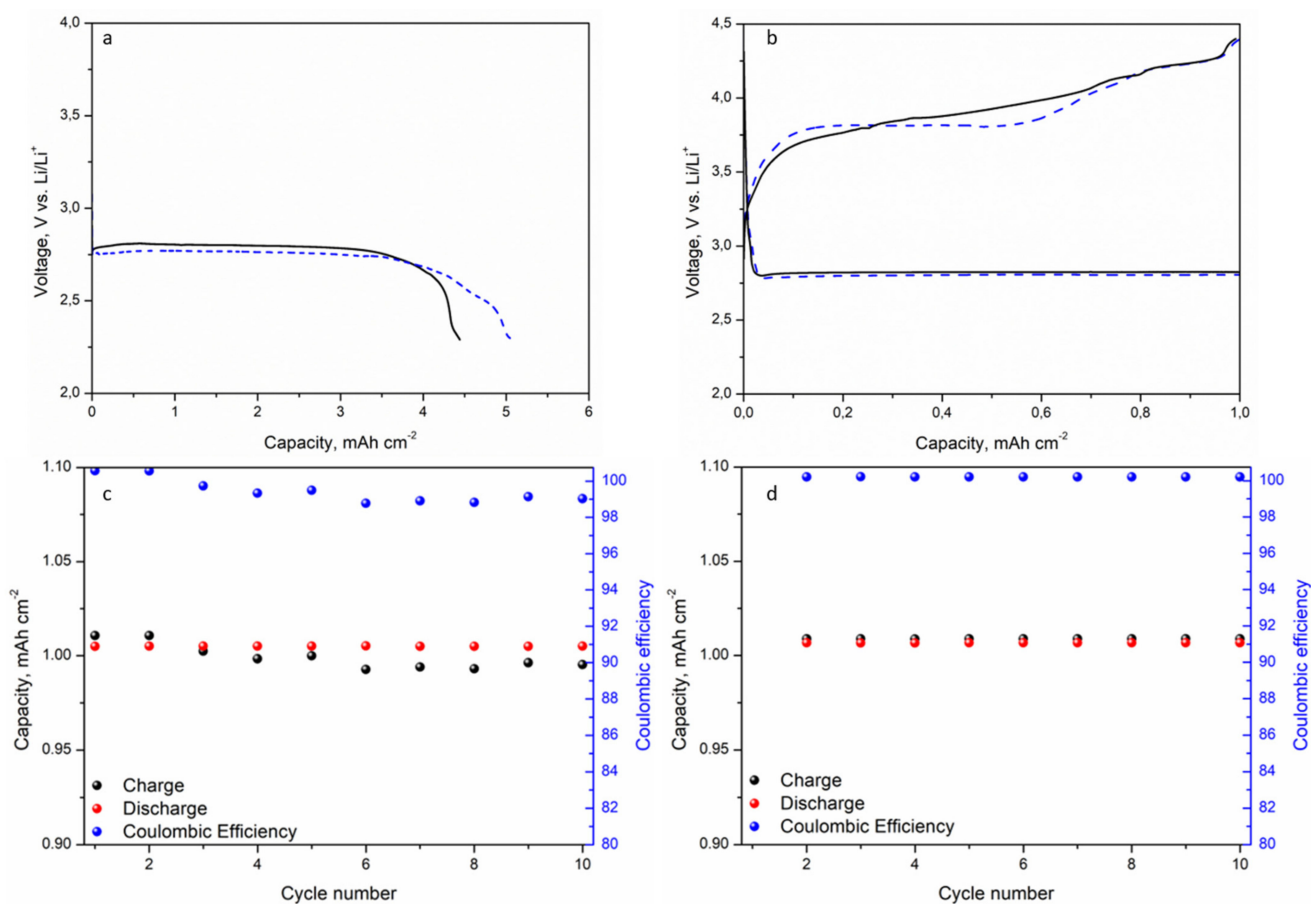 a
4,0
3,5
3,0
2,5
2,0
Voltage, V vs. Li/Li⁺
0 1 2 3 4 5 6
Capacity, mAh cm⁻²
b
4,5
4,0
3,5
3,0
2,5
2,0
Voltage, V vs. Li/Li⁺
0,0 0,2 0,4 0,6 0,8 1,0
Capacity, mAh cm⁻²
c
1.10
1.05
1.00
0.95
0.90
Capacity, mAh cm⁻²
100
98
96
94
92
91
90
88
86
84
82
80
Coulombic efficiency
Charge
Discharge
Coulombic Efficiency
2 4 6 8 10
Cycle number
d
1.10
1.05
1.00
0.95
0.90
Capacity, mAh cm⁻²
100
98
96
94
92
91
90
88
86
84
82
80
Coulombic efficiency
Charge
Discharge
Coulombic Efficiency
2 4 6 8 10
Cycle number